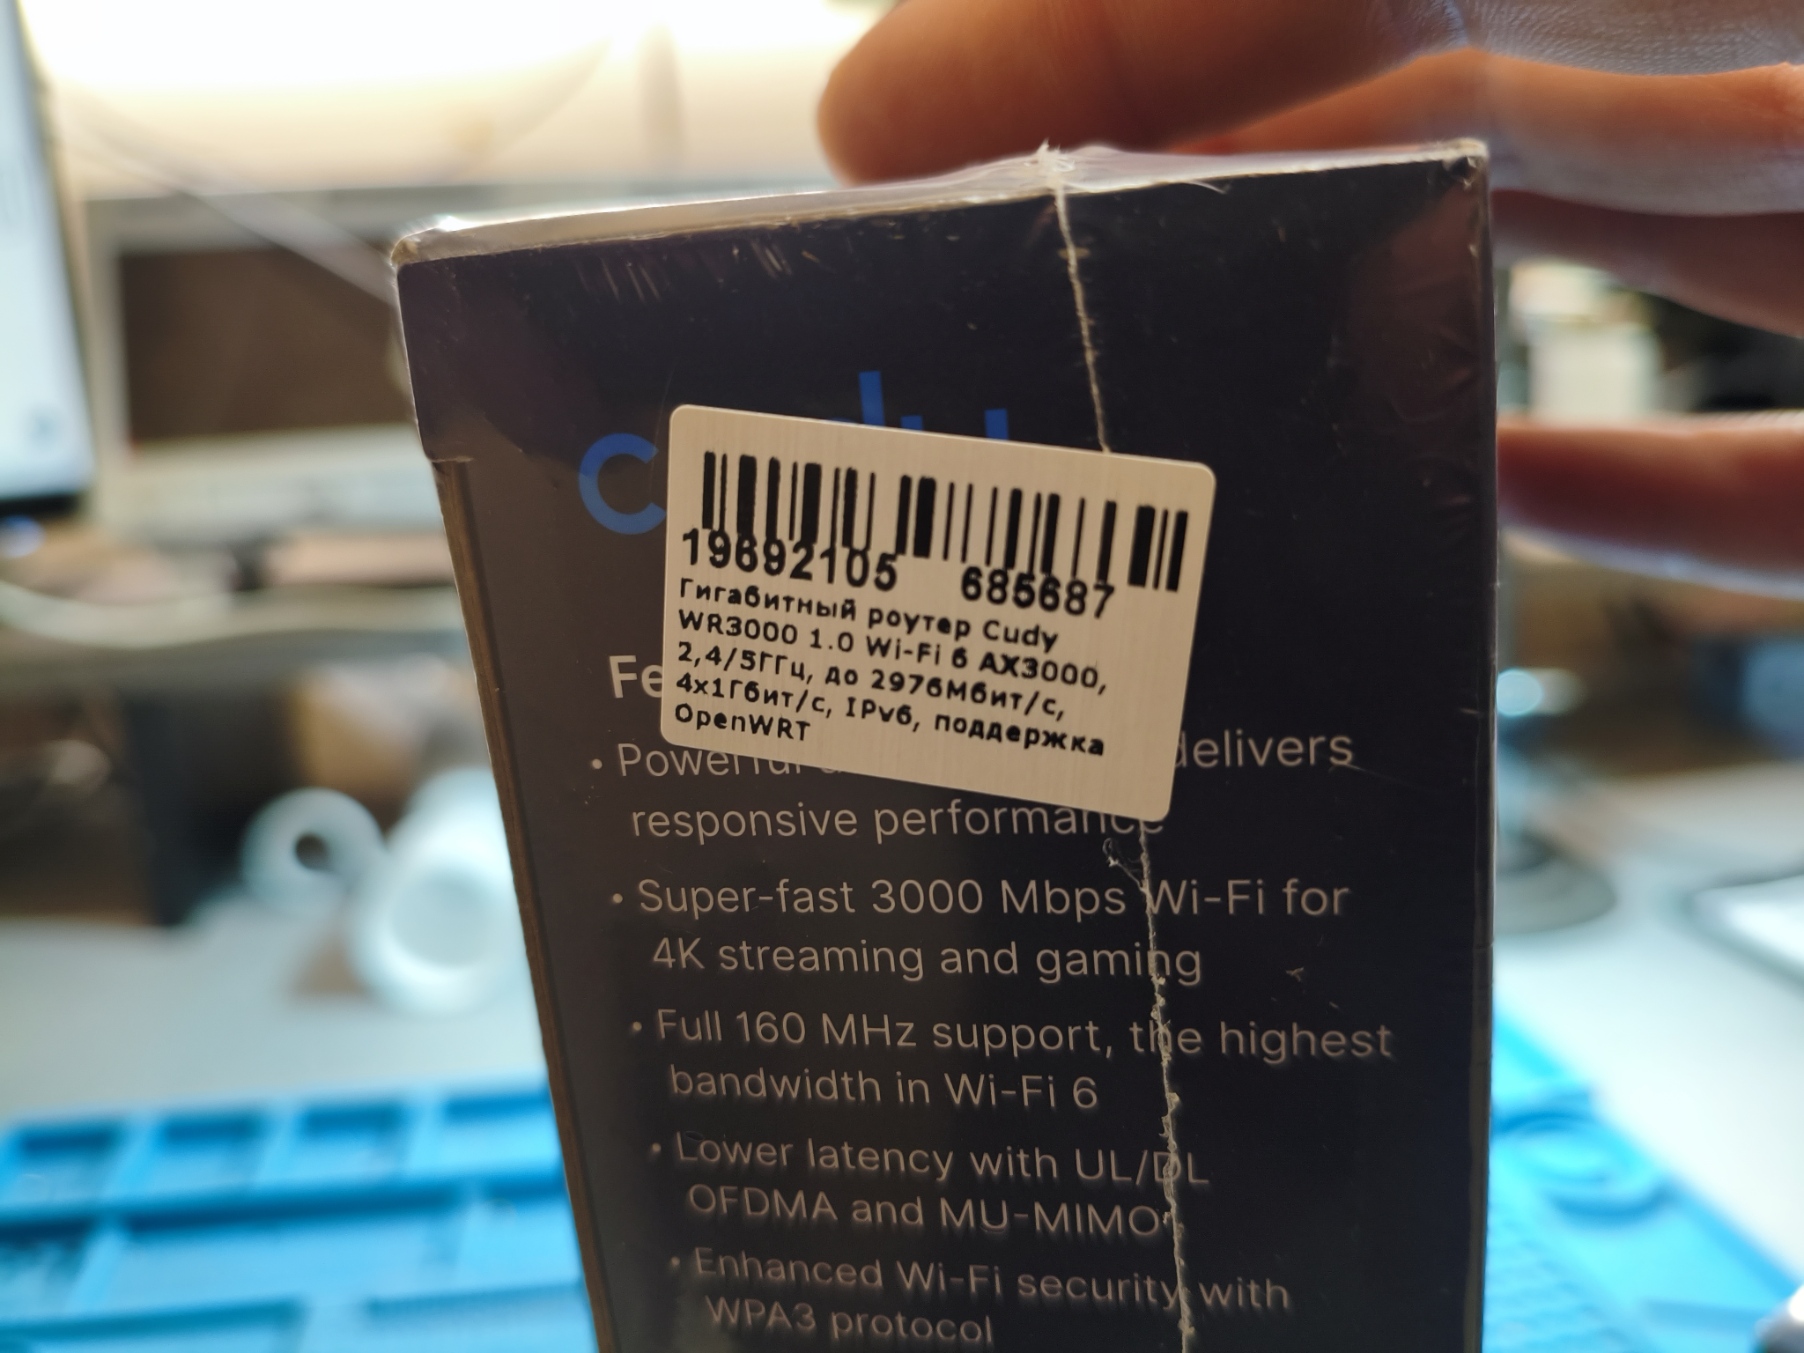 19692105 685687
Гигабитный роутер Cudy
WR3000 1.0 Wi-Fi 6 AX3000,
2,4/5ГГц, до 2976Мбит/с,
4x1Гбит/с, IPv6, поддержка
OpenWRT
• Powerful delivers
responsive performance
• Super-fast 3000 Mbps Wi-Fi for
4K streaming and gaming
• Full 160 MHz support, the highest
bandwidth in Wi-Fi 6
• Lower latency with UL/DL
OFDMA and MU-MIMO
• Enhanced Wi-Fi security with
WPA3 protocol